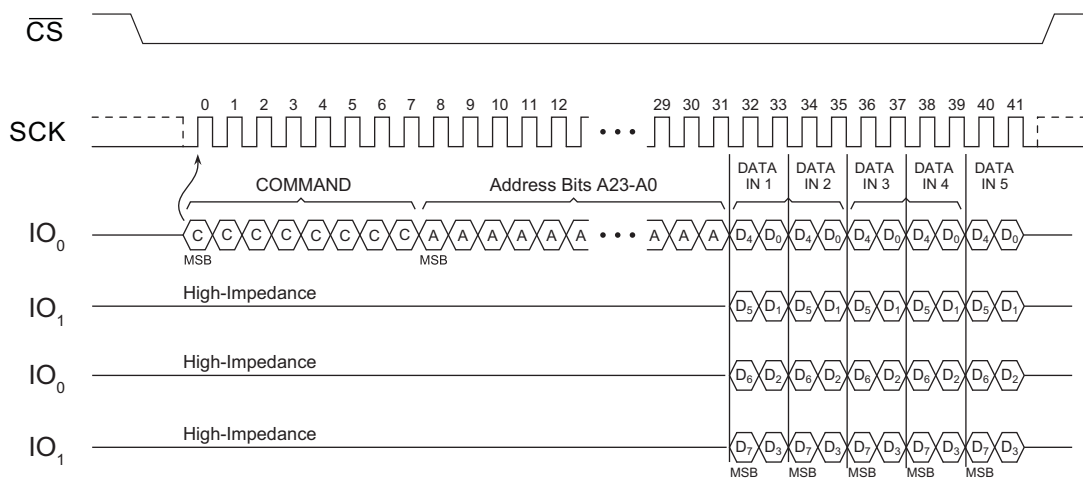 CS
0 1 2 3 4 5 6 7 8 9 10 11 12 29 30 31 32 33 34 35 36 37 38 39 40 41
SCK
DATA IN 1 DATA IN 2 DATA IN 3 DATA IN 4 DATA IN 5
COMMAND Address Bits A23-A0
IO0 C C C C C C C C A A A A A A A A A D4 D0 D4 D0 D4 D0 D4 D0 D4 D0
MSB MSB
High-Impedance
IO1 D5 D1 D5 D1 D5 D1 D5 D1 D5 D1
High-Impedance
IO0 D6 D2 D6 D2 D6 D2 D6 D2 D6 D2
High-Impedance
IO1 D7 D3 D7 D3 D7 D3 D7 D3 D7 D3
MSB MSB MSB MSB MSB